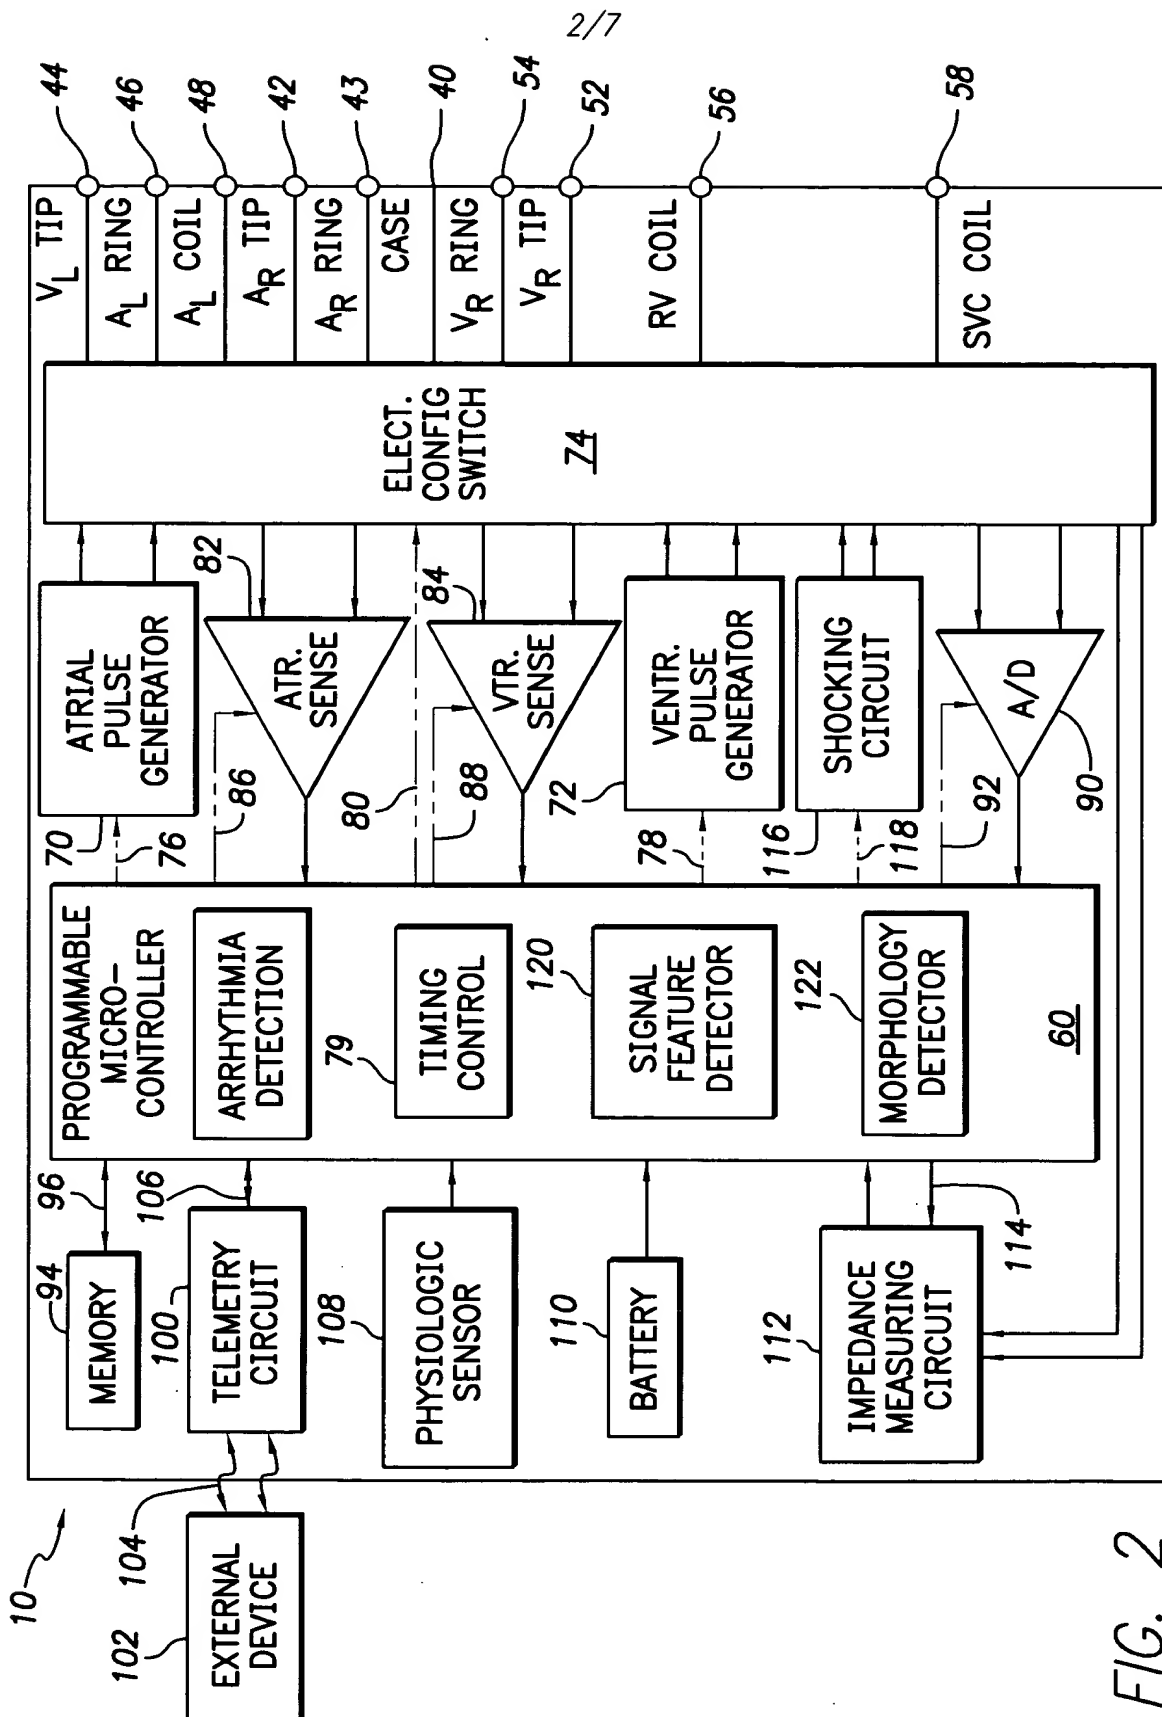 2/7
10
102
EXTERNAL
DEVICE
104
94
MEMORY
96
100
TELEMETRY
CIRCUIT
106
108
PHYSIOLOGIC
SENSOR
110
BATTERY
112
IMPEDANCE
MEASURING
CIRCUIT
114
PROGRAMMABLE
MICRO-
CONTROLLER
ARRHYTHMIA
DETECTION
79
TIMING
CONTROL
120
SIGNAL
FEATURE
DETECTOR
122
MORPHOLOGY
DETECTOR
60
70
76
ATRIAL
PULSE
GENERATOR
82
86
ATR.
SENSE
80
84
88
VTR.
SENSE
72
78
VENTR.
PULSE
GENERATOR
116
118
SHOCKING
CIRCUIT
92
A/D
90
ELECT.
CONFIG
SWITCH
74
VL TIP
44
AL RING
46
AL COIL
48
AR TIP
42
AR RING
43
CASE
40
VR RING
54
VR TIP
52
RV COIL
56
SVC COIL
58
FIG. 2